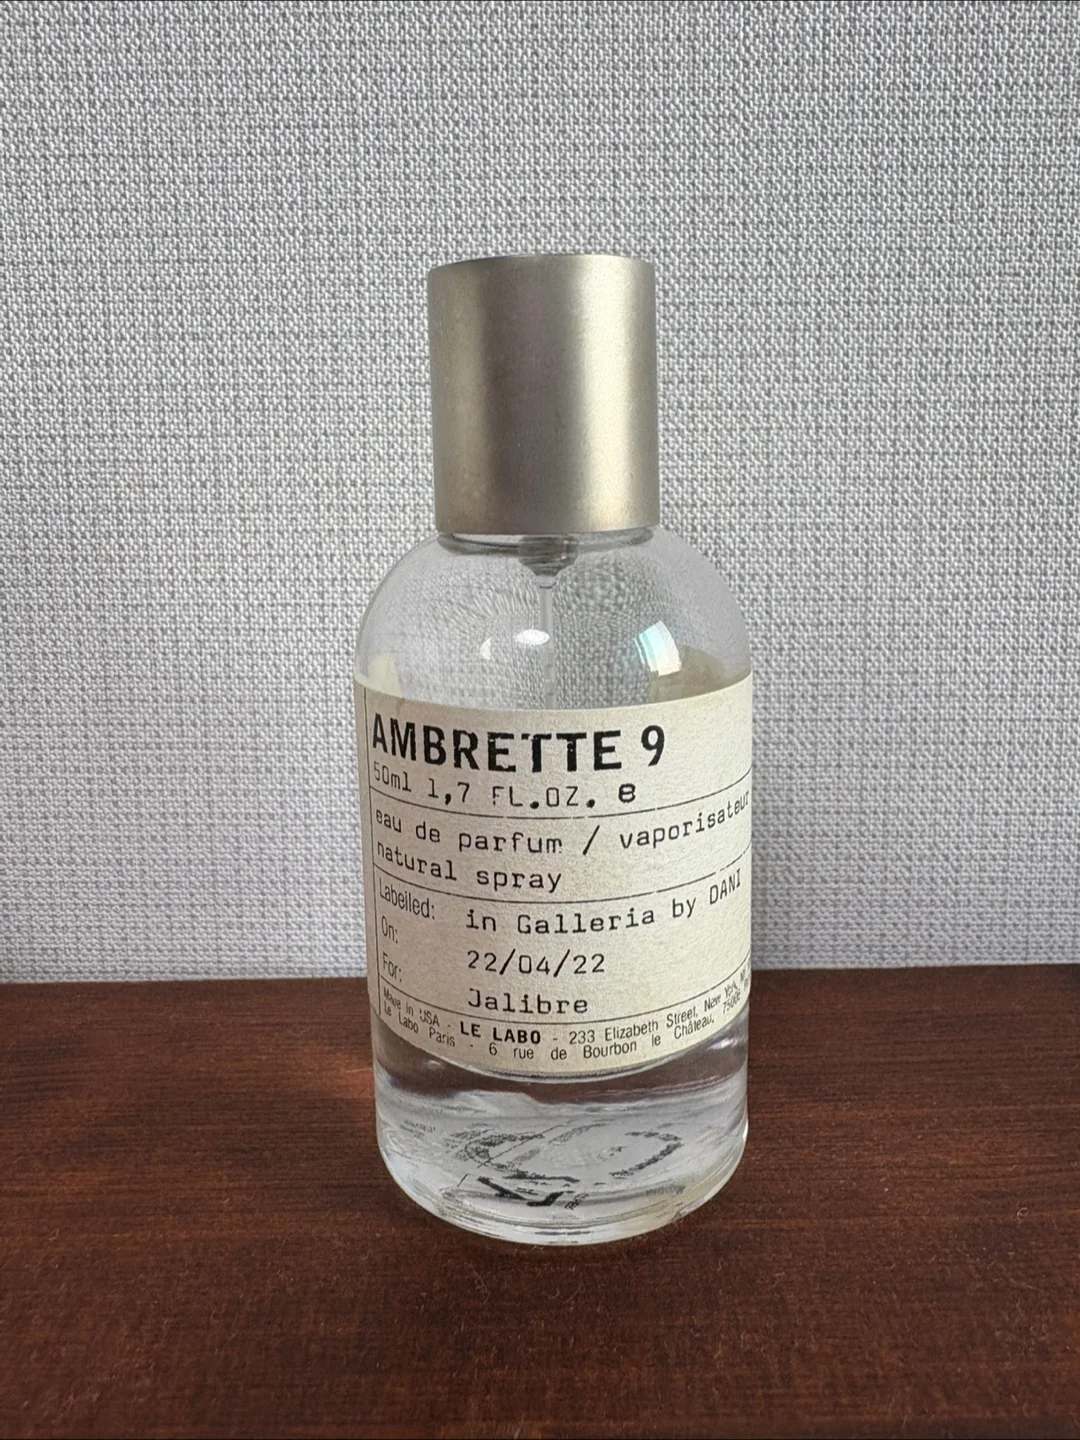 AMBRETTE 9
50ml 1,7 FL.OZ. e
eau de parfum / vaporisateur
natural spray
Labelled: in Galleria by DANI
On: 22/04/22
For: Jalibre
Made in USA - LE LABO - 233 Elizabeth Street, New York,
Le Labo Paris - 6 rue de Bourbon le Château,